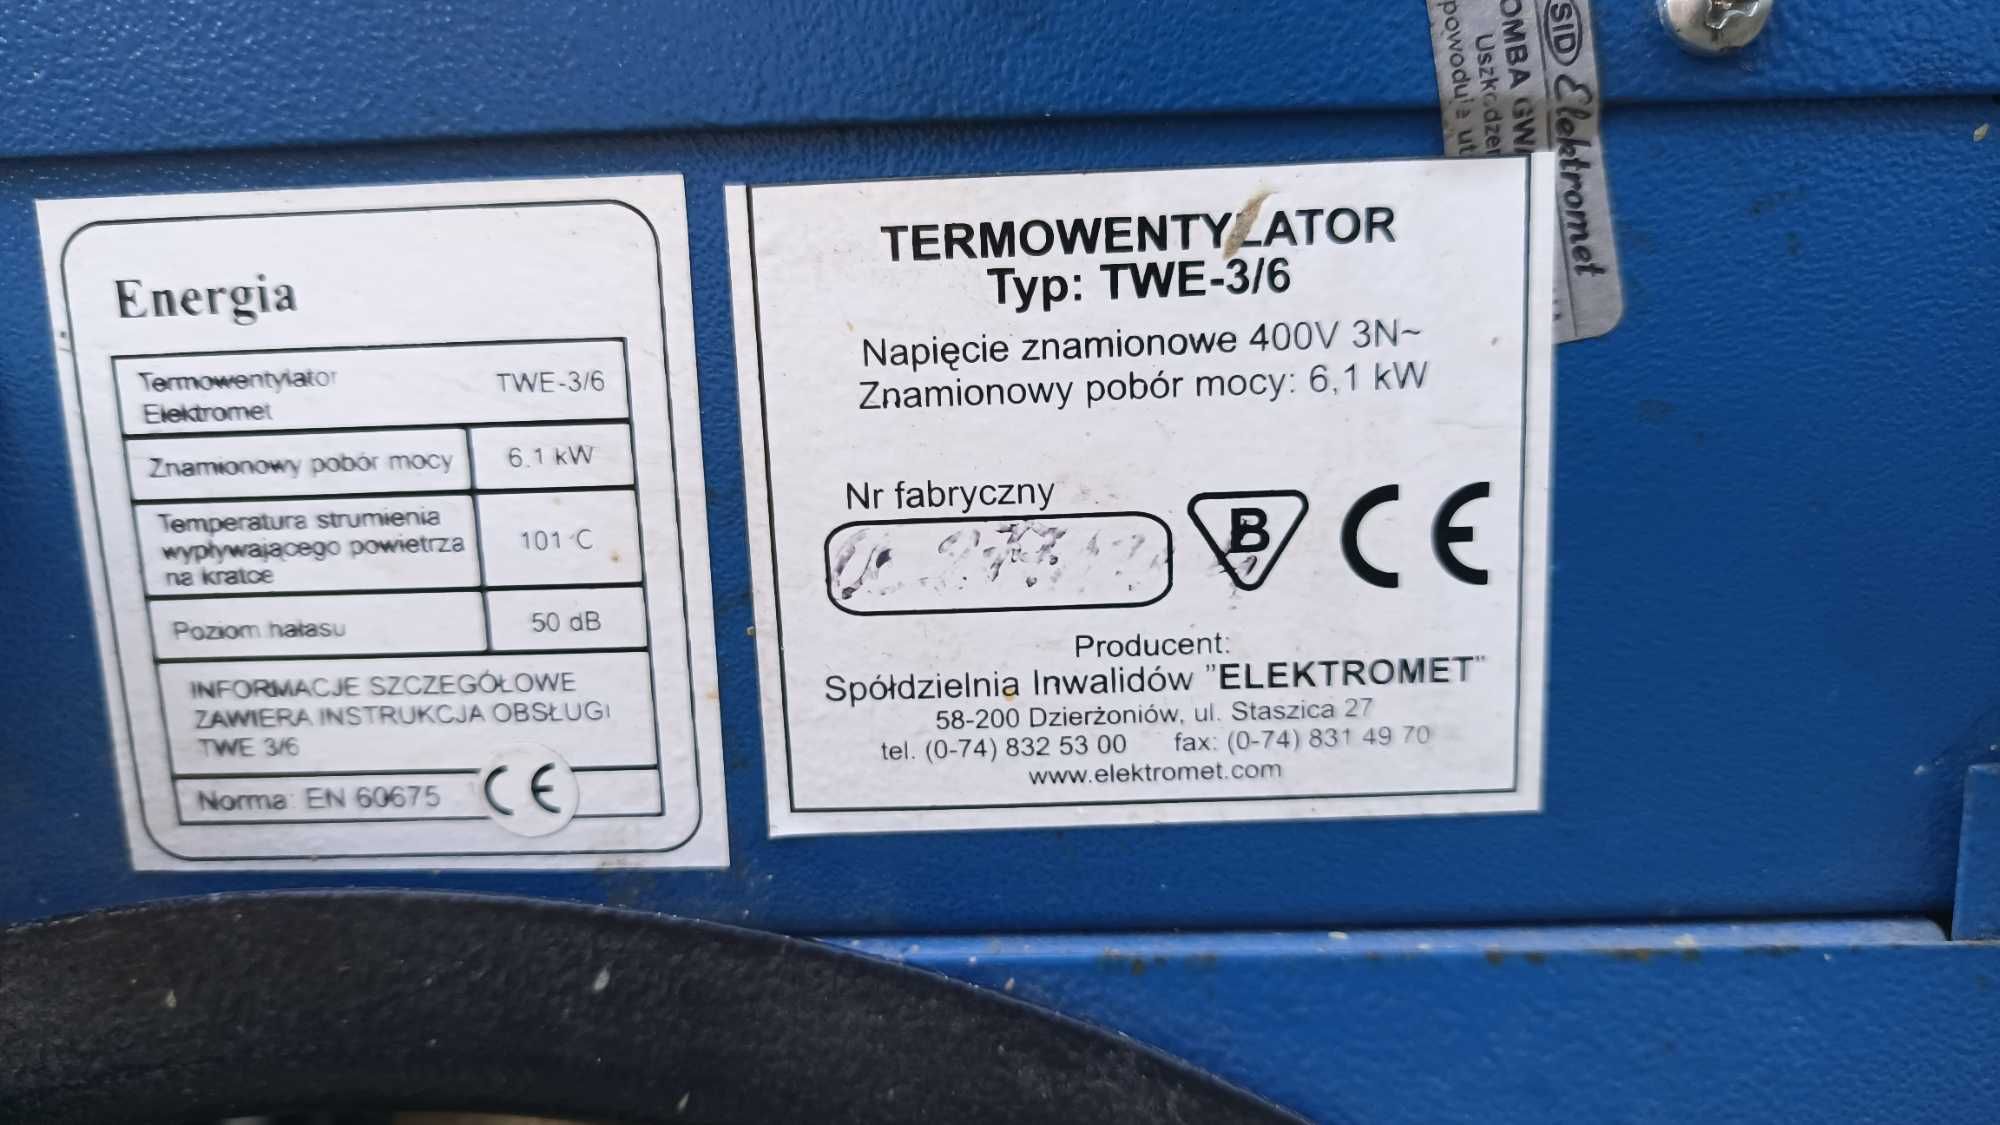 Energia
Termowentylator TWE-3/6
Elektromet
Znamionowy pobór mocy 6.1 kW
Temperatura strumienia
wypływającego powietrza 101 °C
na kratce
Poziom hałasu 50 dB
INFORMACJE SZCZEGÓŁOWE
ZAWIERA INSTRUKCJA OBSŁUGI
TWE 3/6
Norma: EN 60675 CE
TERMOWENTYLATOR
Typ: TWE-3/6
Napięcie znamionowe 400V 3N~
Znamionowy pobór mocy: 6,1 kW
Nr fabryczny
B CE
Producent:
Spółdzielnia Inwalidów "ELEKTROMET"
58-200 Dzierżoniów, ul. Staszica 27
tel. (0-74) 832 53 00 fax: (0-74) 831 49 70
www.elektromet.com
SID Elektromet